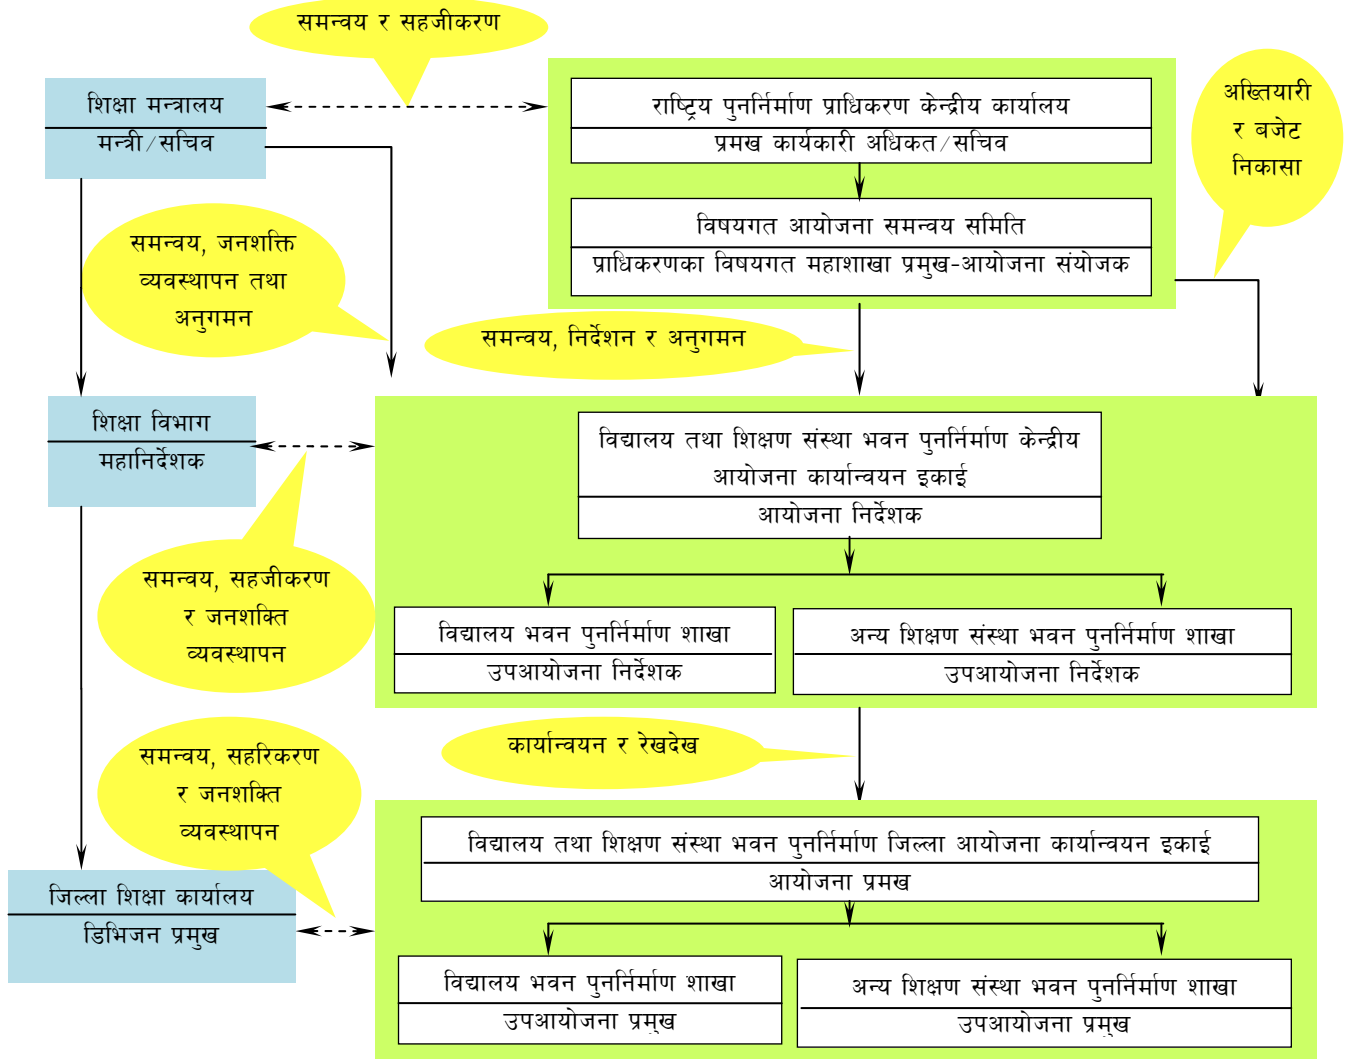 समन्वय र सहजीकरण
शिक्षा मन्त्रालय
मन्त्री/सचिव
राष्ट्रिय पुनर्निर्माण प्राधिकरण केन्द्रीय कार्यालय
प्रमख कार्यकारी अधिकत/सचिव
अख्तियारी
र बजेट
निकासा
विषयगत आयोजना समन्वय समिति
प्राधिकरणका विषयगत महाशाखा प्रमुख-आयोजना संयोजक
समन्वय, जनशक्ति
व्यवस्थापन तथा
अनुगमन
समन्वय, निर्देशन र अनुगमन
शिक्षा विभाग
महानिर्देशक
विद्यालय तथा शिक्षण संस्था भवन पुनर्निर्माण केन्द्रीय
आयोजना कार्यान्वयन इकाई
आयोजना निर्देशक
समन्वय, सहजीकरण
र जनशक्ति
व्यवस्थापन
विद्यालय भवन पुनर्निर्माण शाखा
उपआयोजना निर्देशक
अन्य शिक्षण संस्था भवन पुनर्निर्माण शाखा
उपआयोजना निर्देशक
समन्वय, सहरिकरण
र जनशक्ति
व्यवस्थापन
कार्यान्वयन र रेखदेख
विद्यालय तथा शिक्षण संस्था भवन पुनर्निर्माण जिल्ला आयोजना कार्यान्वयन इकाई
आयोजना प्रमख
जिल्ला शिक्षा कार्यालय
डिभिजन प्रमुख
विद्यालय भवन पुनर्निर्माण शाखा
उपआयोजना प्रमुख
अन्य शिक्षण संस्था भवन पुनर्निर्माण शाखा
उपआयोजना प्रमुख